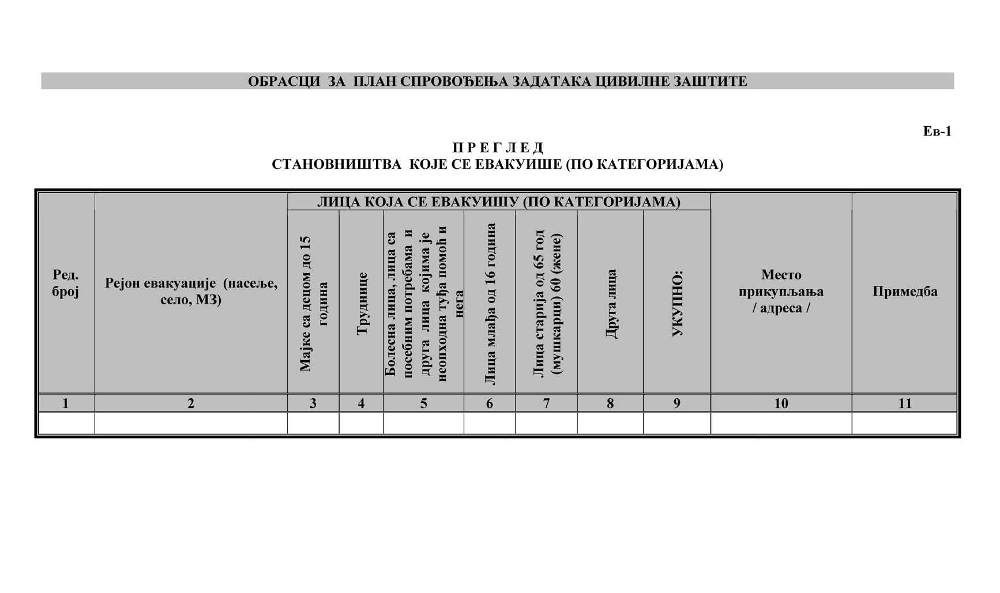 ОБРАСЦИ ЗА ПЛАН СПРОВОЂЕЊА ЗАДАТАКА ЦИВИЛНЕ ЗАШТИТЕ
Ев-1
П Р Е Г Л Е Д
СТАНОВНИШТВА КОЈЕ СЕ ЕВАКУИШЕ (ПО КАТЕГОРИЈАМА)
ЛИЦА КОЈА СЕ ЕВАКУИШУ (ПО КАТЕГОРИЈАМА)
Ред.
број
Рејон евакуације (насеље,
село, МЗ)
Мајке са децом до 15
година
Труднице
Болесна лица, лица са
посебним потребама и
друга лица којима је
неопходна туђа помоћ и
нега
Лица млађа од 16 година
Лица старија од 65 год
(мушкарци) 60 (жене)
Друга лица
УКУПНО:
Место
прикупљања
/ адреса /
Примедба
1 2 3 4 5 6 7 8 9 10 11